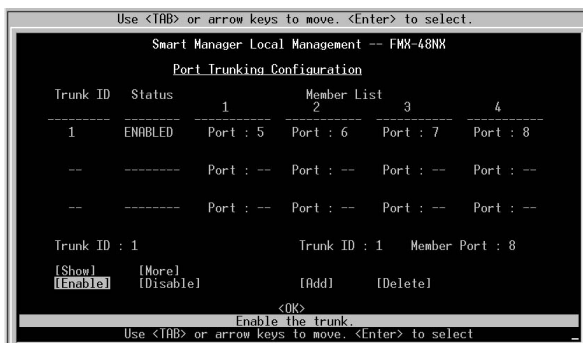 Use <TAB> or arrow keys to move. <Enter> to select.
Smart Manager Local Management -- FMX-48NX
Port Trunking Configuration
Trunk ID Status Member List
1 2 3 4
--------- -------- ----------- ----------- ----------- -----------
1 ENABLED Port : 5 Port : 6 Port : 7 Port : 8
-- -------- Port : -- Port : -- Port : -- Port : --
-- -------- Port : -- Port : -- Port : -- Port : --
Trunk ID : 1 Trunk ID : 1 Member Port : 8
[Show] [More]
[Enable] [Disable] [Add] [Delete]
<OK>
Enable the trunk.
Use <TAB> or arrow keys to move. <Enter> to select